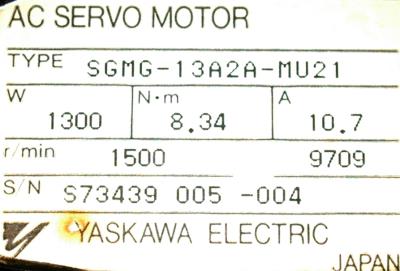 AC SERVO MOTOR
TYPE SGMG-13A2A-MU21
W N·m A
1300 8.34 10.7
r/min 1500 9709
S/N S73439 005 -004
YASKAWA ELECTRIC
JAPAN